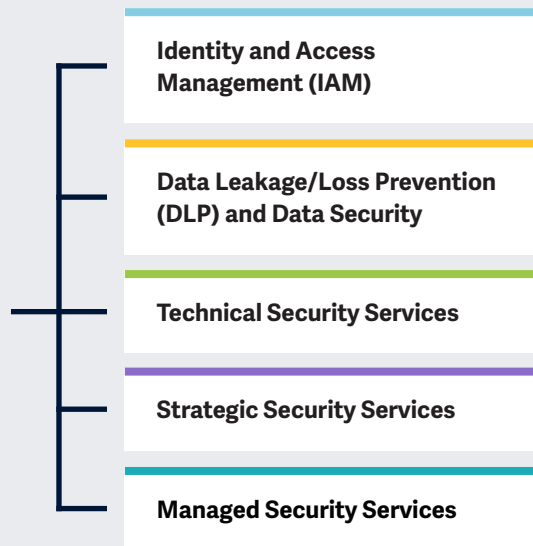 Identity and Access
Management (IAM)
Data Leakage/Loss Prevention
(DLP) and Data Security
Technical Security Services
Strategic Security Services
Managed Security Services